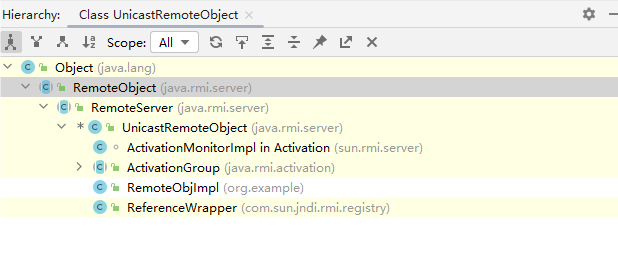 Hierarchy: Class UnicastRemoteObject
Scope: All
Object (java.lang)
RemoteObject (java.rmi.server)
RemoteServer (java.rmi.server)
* UnicastRemoteObject (java.rmi.server)
ActivationMonitorImpl in Activation (sun.rmi.server)
ActivationGroup (java.rmi.activation)
RemoteObjImpl (org.example)
ReferenceWrapper (com.sun.jndi.rmi.registry)